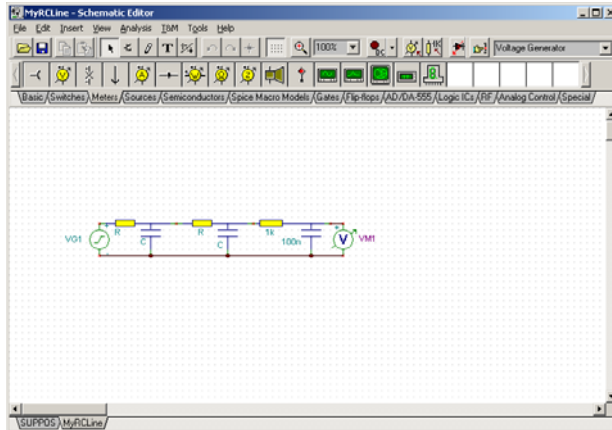 MyRCLine - Schematic Editor
File Edit Insert View Analysis T&M Tools Help
100% Voltage Generator
Basic Switches Meters Sources Semiconductors Spice Macro Models Gates Flip-flops AD/DA-555 Logic ICs RF Analog Control Special
R R 1k
VG1 C C 100n V VM1
SUPPOS MyRCLine